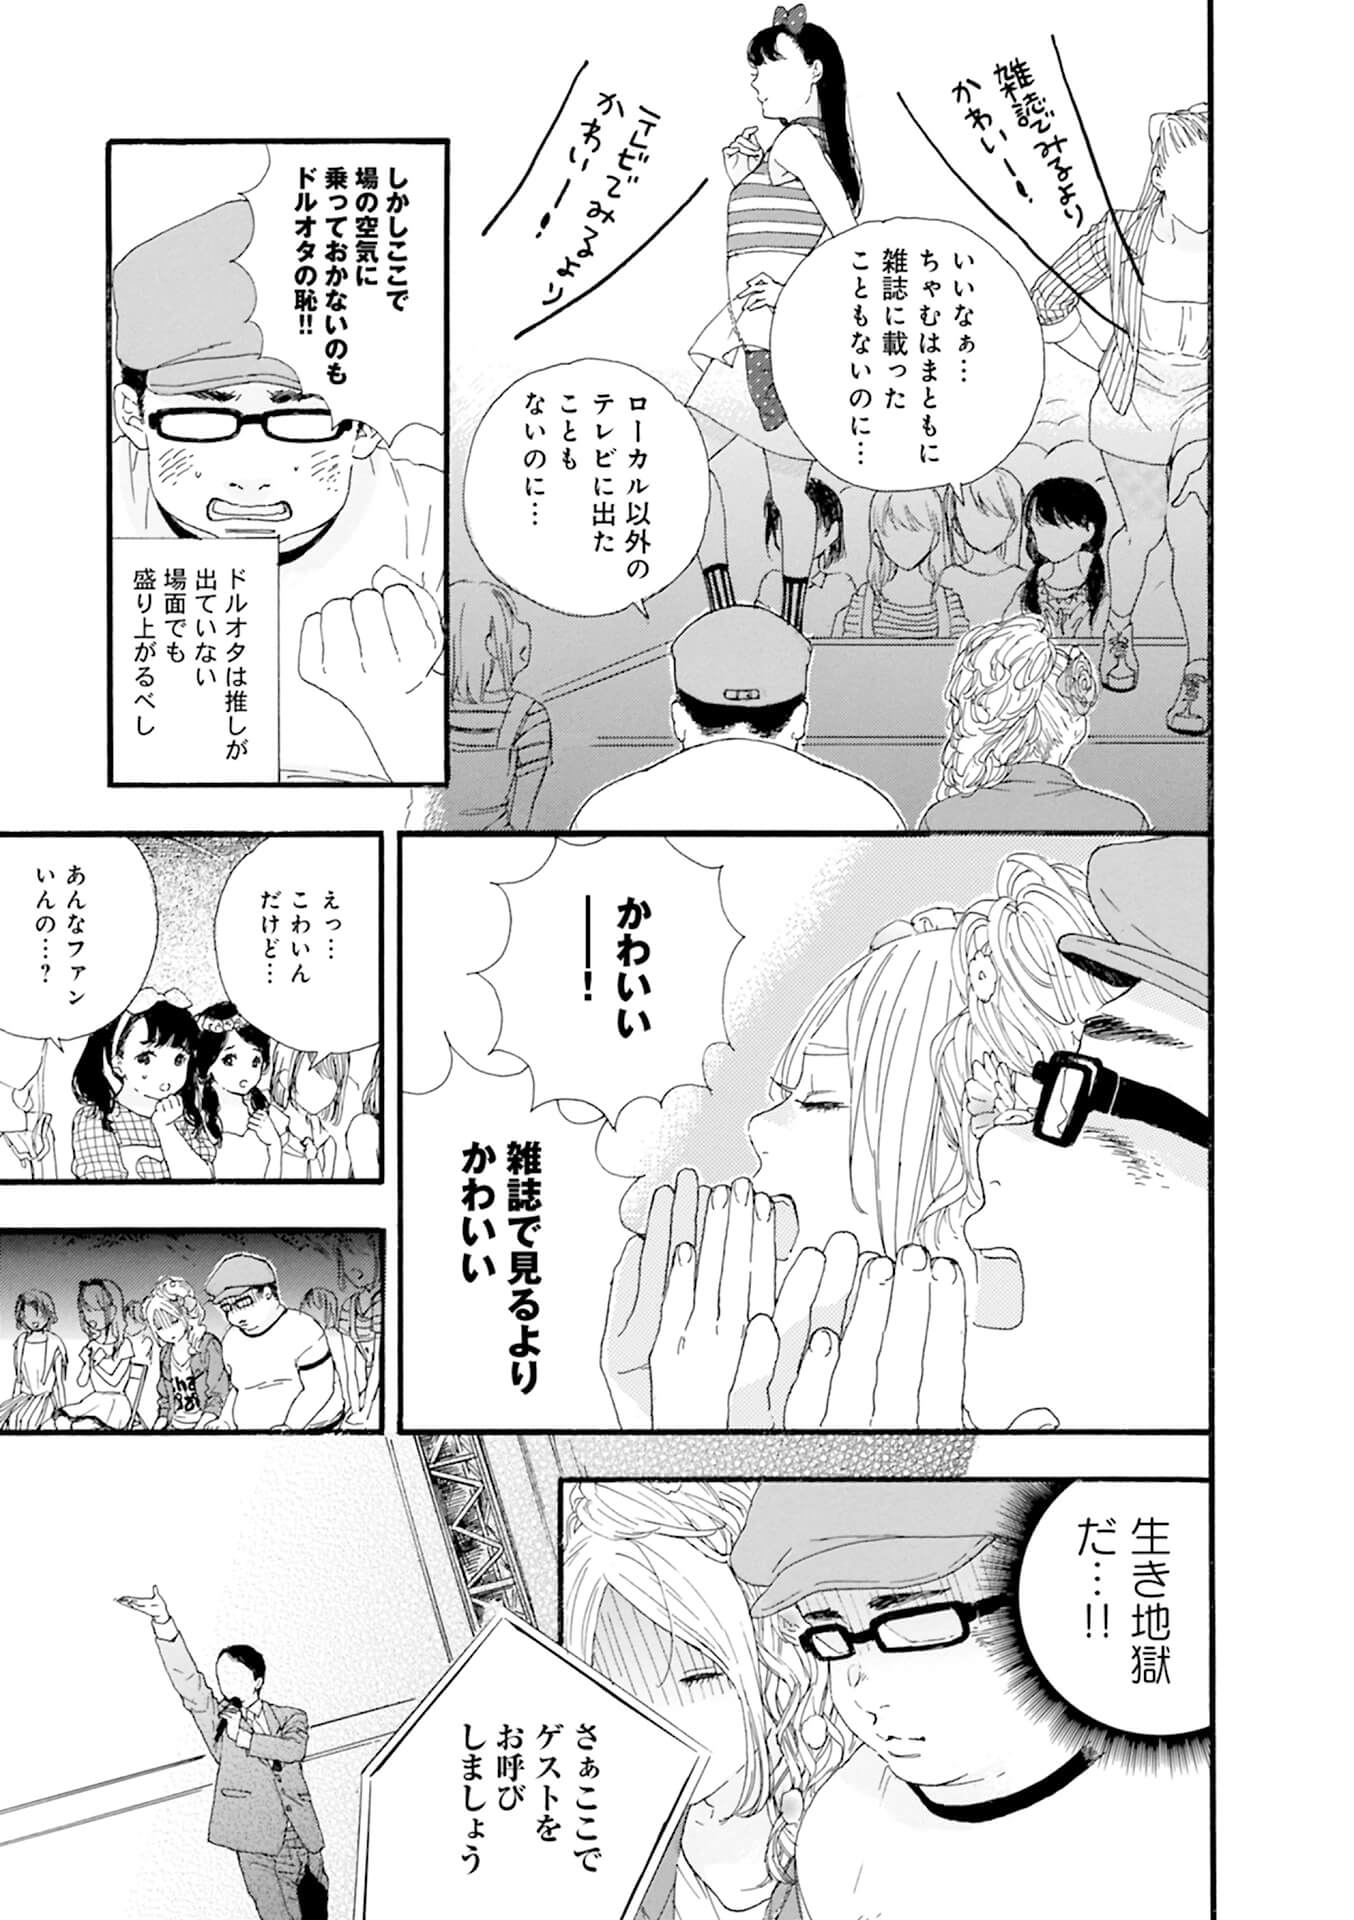 雑誌でみるより
かわいー！
テレビでみるより
かわいー！
いいなぁ…
ちゃむはまともに
雑誌に載った
こともないのに…
ローカル以外の
テレビに出た
ことも
ないのに…
しかしここで
場の空気に
乗っておかないのも
ドルオタの恥!!
ドルオタは推しが
出ていない
場面でも
盛り上がるべし
かわいい
――！
雑誌で見るより
かわいい
えっ…
こわいん
だけど…
あんなファン
いんの…？
生き地獄
だ…!!
さぁここで
ゲストを
お呼び
しましょう